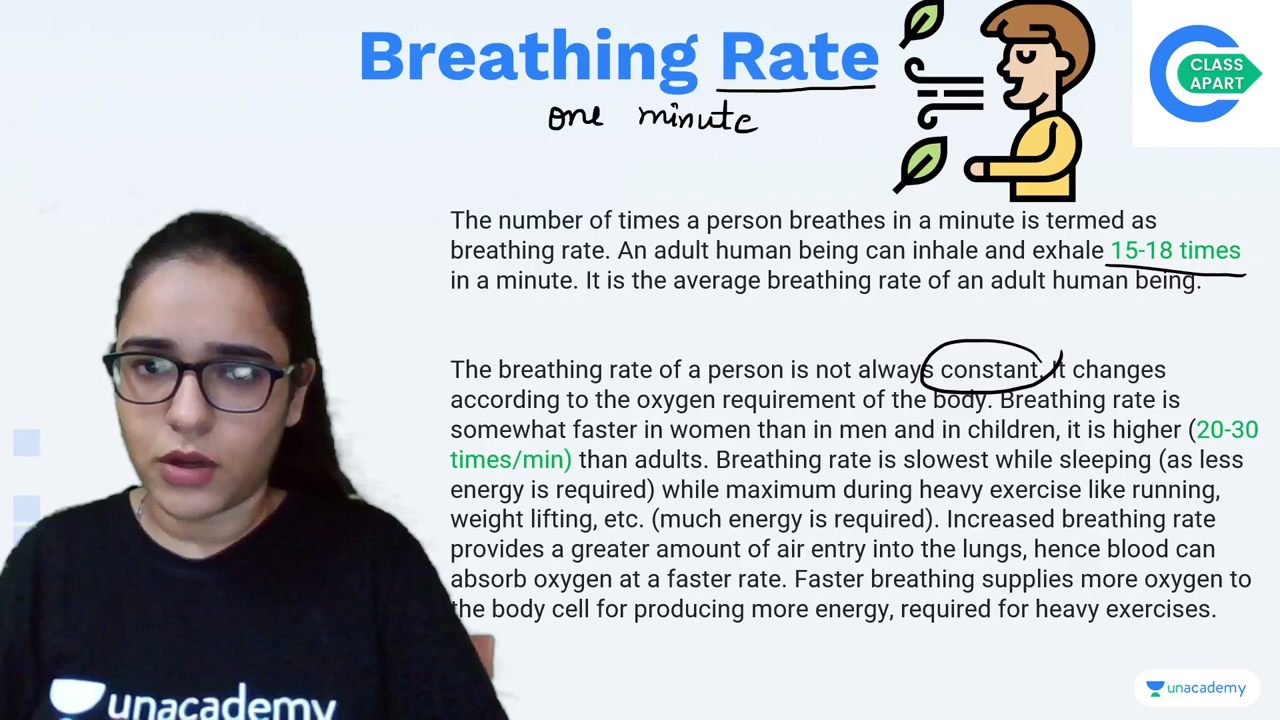 Breathing Rate
one minute
CLASS
APART
The number of times a person breathes in a minute is termed as
breathing rate. An adult human being can inhale and exhale 15-18 times
in a minute. It is the average breathing rate of an adult human being.
The breathing rate of a person is not always constant. It changes
according to the oxygen requirement of the body. Breathing rate is
somewhat faster in women than in men and in children, it is higher (20-30
times/min) than adults. Breathing rate is slowest while sleeping (as less
energy is required) while maximum during heavy exercise like running,
weight lifting, etc. (much energy is required). Increased breathing rate
provides a greater amount of air entry into the lungs, hence blood can
absorb oxygen at a faster rate. Faster breathing supplies more oxygen to
the body cell for producing more energy, required for heavy exercises.
unacademy
unacademy